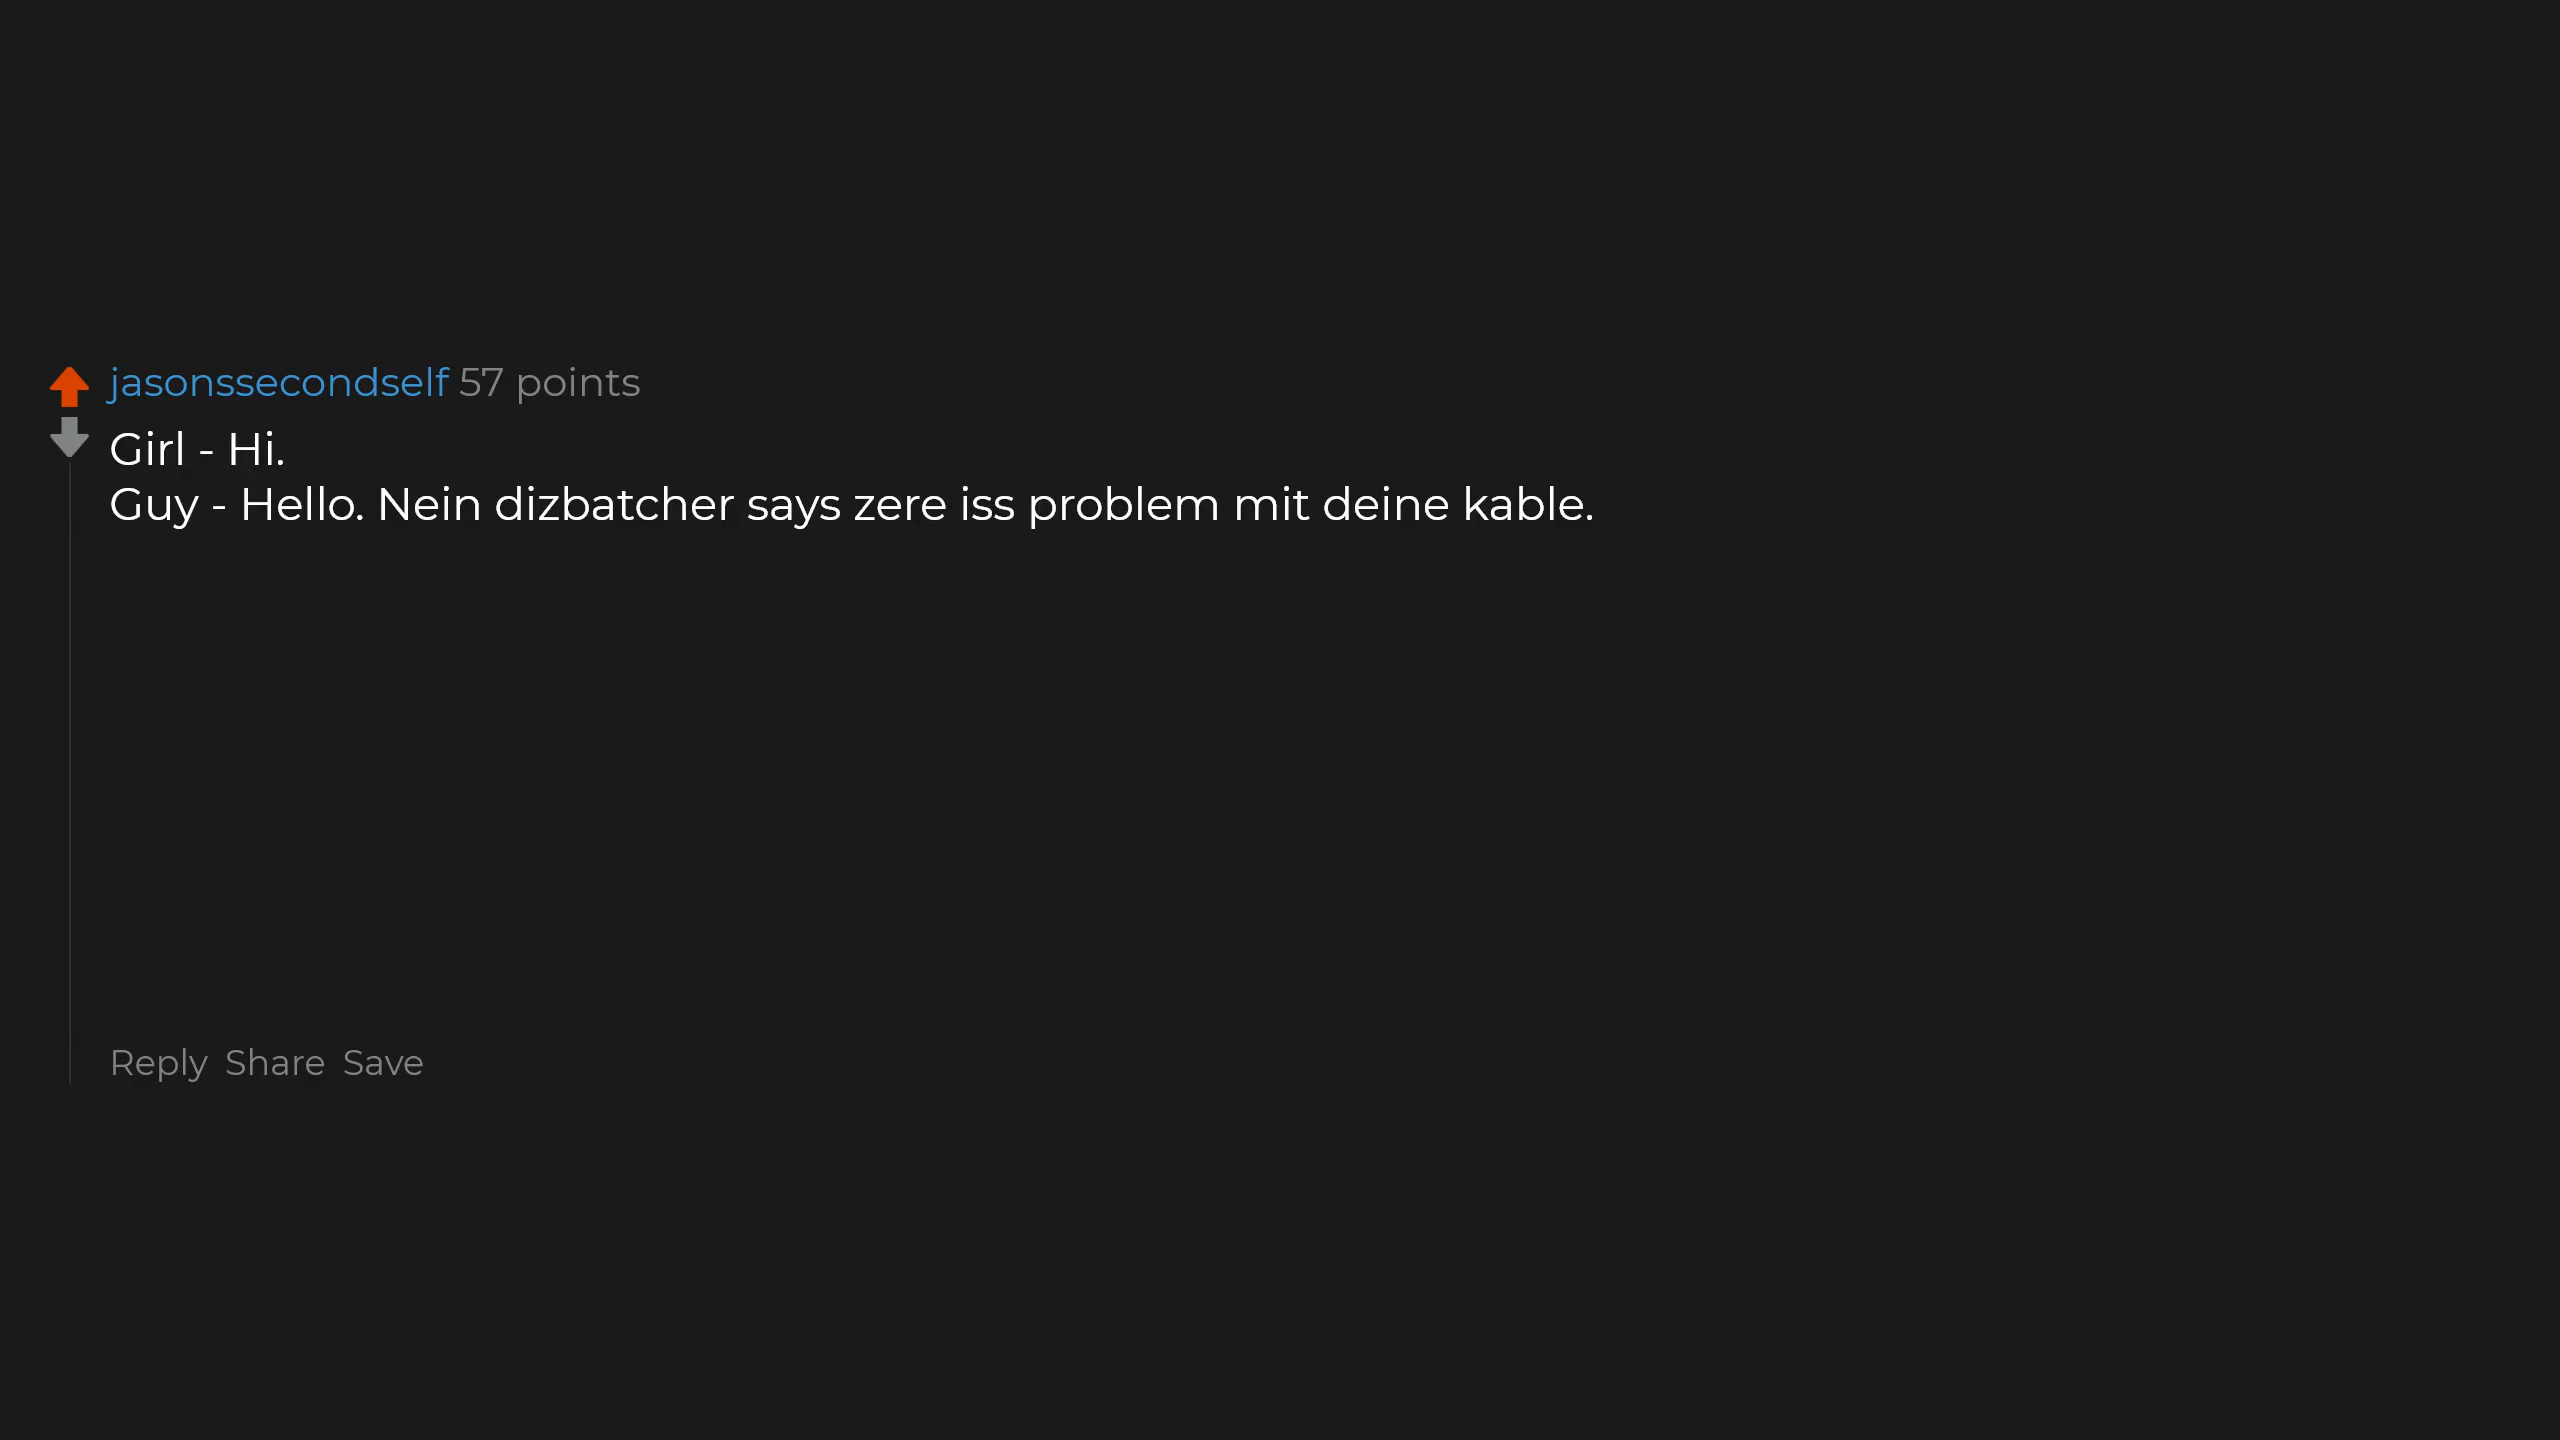 jasonssecondself 57 points
Girl - Hi.
Guy - Hello. Nein dizbatcher says zere iss problem mit deine kable.
Reply Share Save